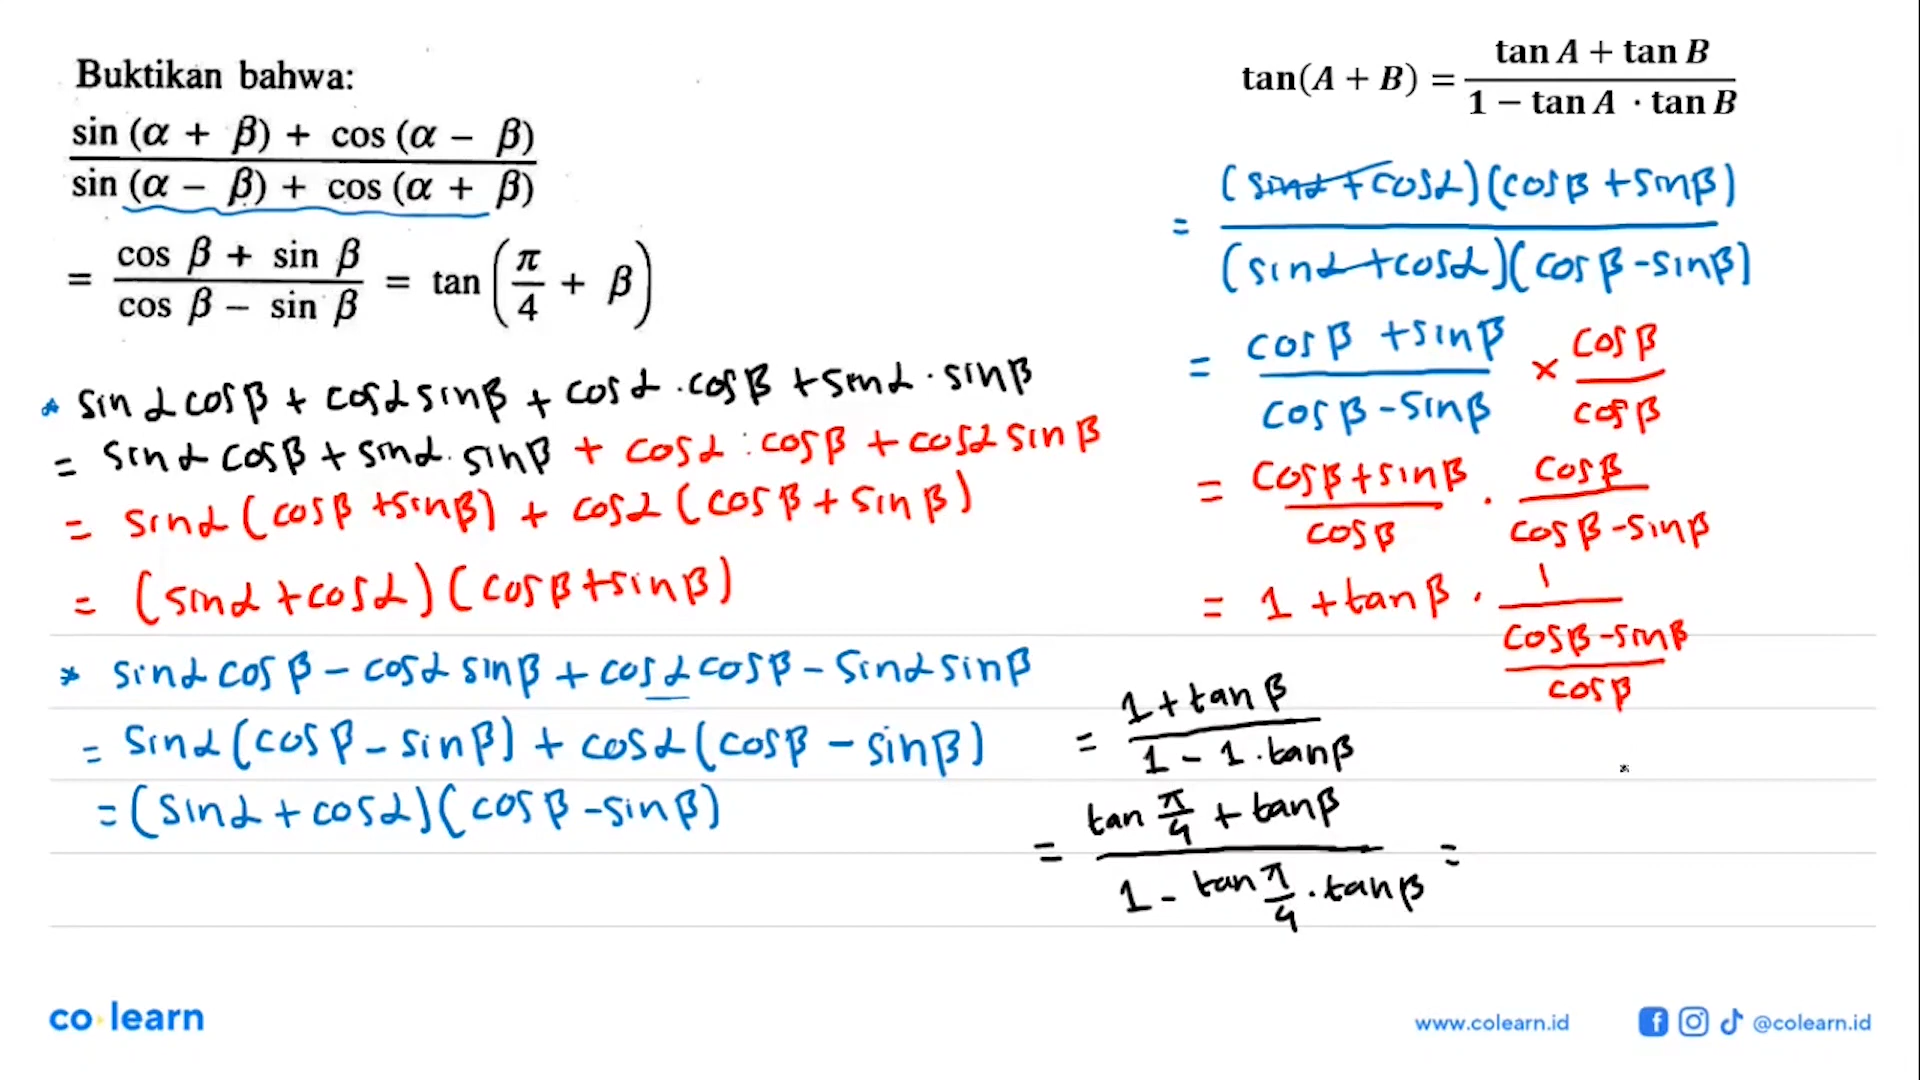 Buktikan bahwa:
sin (α + β) + cos (α − β)
sin (α − β) + cos (α + β)
= cos β + sin β / cos β − sin β = tan (π/4 + β)
* sin α cos β + cos α sin β + cos α . cos β + sin α . sin β
= sin α cos β + sin α . sin β + cos α . cos β + cos α sin β
= sin α (cos β + sin β) + cos α (cos β + sin β)
= (sin α + cos α) (cos β + sin β)
* sin α cos β − cos α sin β + cos α cos β − sin α sin β
= sin α (cos β − sin β) + cos α (cos β − sin β)
= (sin α + cos α) (cos β − sin β)
tan(A + B) = tan A + tan B / 1 − tan A · tan B
= (sin α + cos α) (cos β + sin β)
(sin α + cos α) (cos β − sin β)
= cos β + sin β / cos β − sin β × cos β / cos β
= cos β + sin β / cos β . cos β / cos β − sin β
= 1 + tan β . 1 / cos β − sin β / cos β
= 1 + tan β / 1 − 1 . tan β
= tan π/4 + tan β / 1 − tan π/4 . tan β =
co learn
www.colearn.id @colearn.id